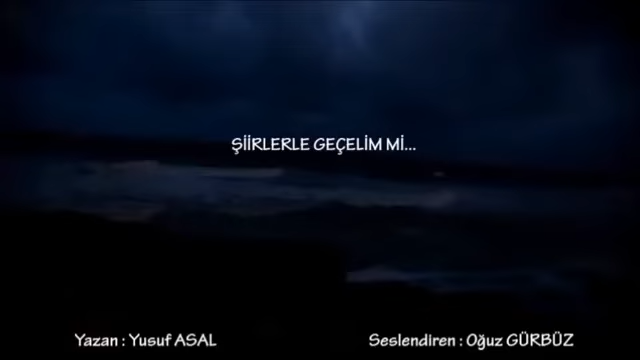 ŞİİRLERLE GEÇELİM Mİ...
Yazan : Yusuf ASAL
Seslendiren : Oğuz GÜRBÜZ